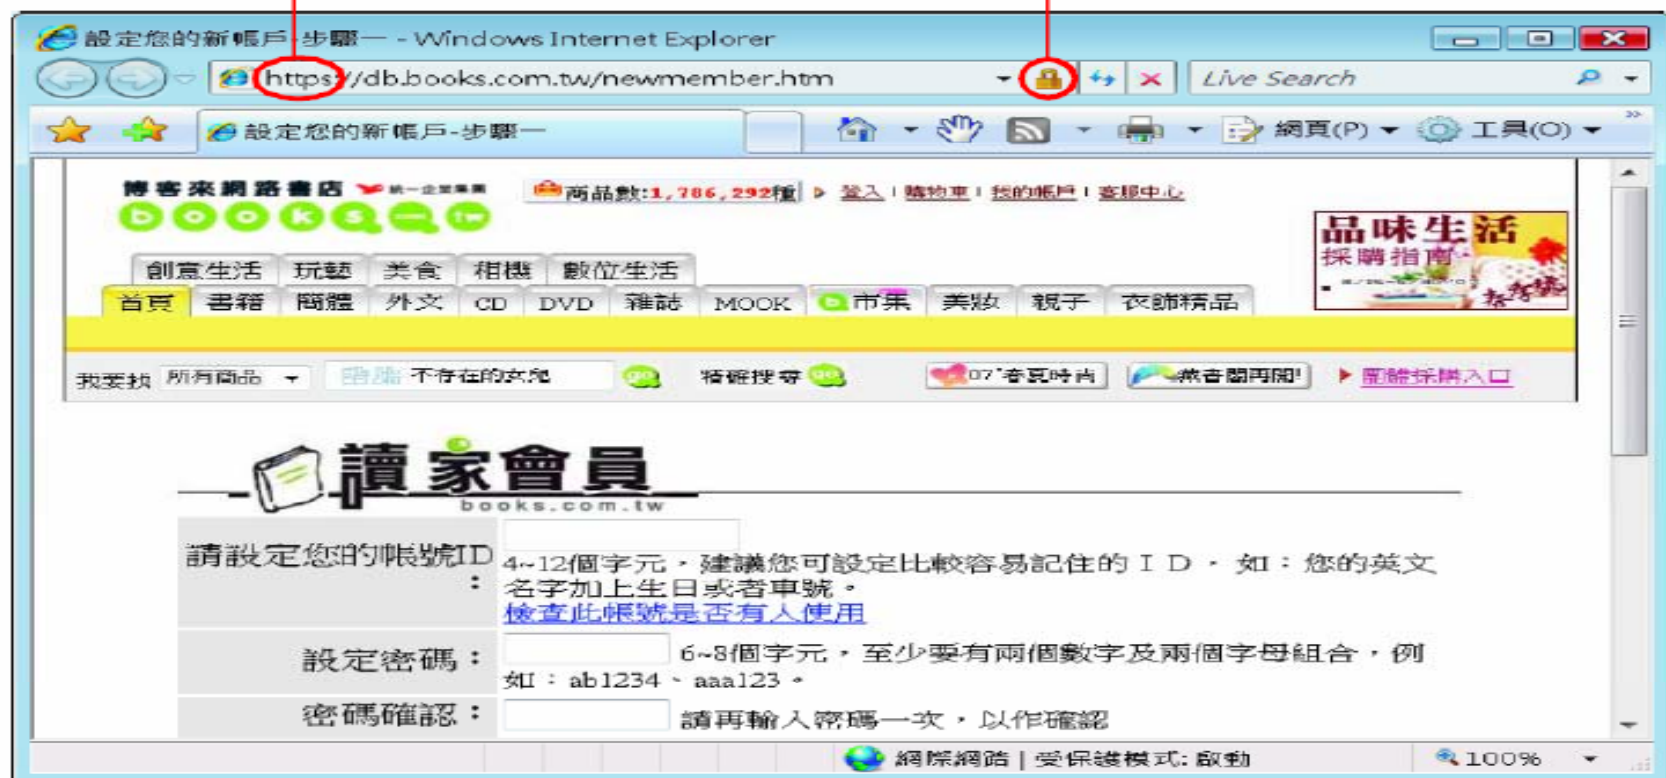 設定您的新帳戶-步驟一 - Windows Internet Explorer
https://db.books.com.tw/newmember.htm
Live Search
設定您的新帳戶-步驟一
網頁(P)
工具(O)
博客來網路書店 統一企業集團
books.tw
商品數:1,786,292種
登入 | 購物車 | 我的帳戶 | 客服中心
品味生活
採購指南
創意生活 玩藝 美食 相機 數位生活
首頁 書籍 簡體 外文 CD DVD 雜誌 MOOK 市集 美妝 親子 衣飾精品
我要找 所有商品 不存在的女兒 go 精確搜尋 go 07'春夏時尚 團體採購入口
讀家會員
books.com.tw
請設定您的帳號ID:
4~12個字元,建議您可設定比較容易記住的ID,如:您的英文
名字加上生日或者車號。
檢查此帳號是否有人使用
設定密碼: 6~8個字元,至少要有兩個數字及兩個字母組合,例
如:ab1234、aaa123。
密碼確認: 請再輸入密碼一次,以作確認
網際網路 | 受保護模式: 啟動
100%